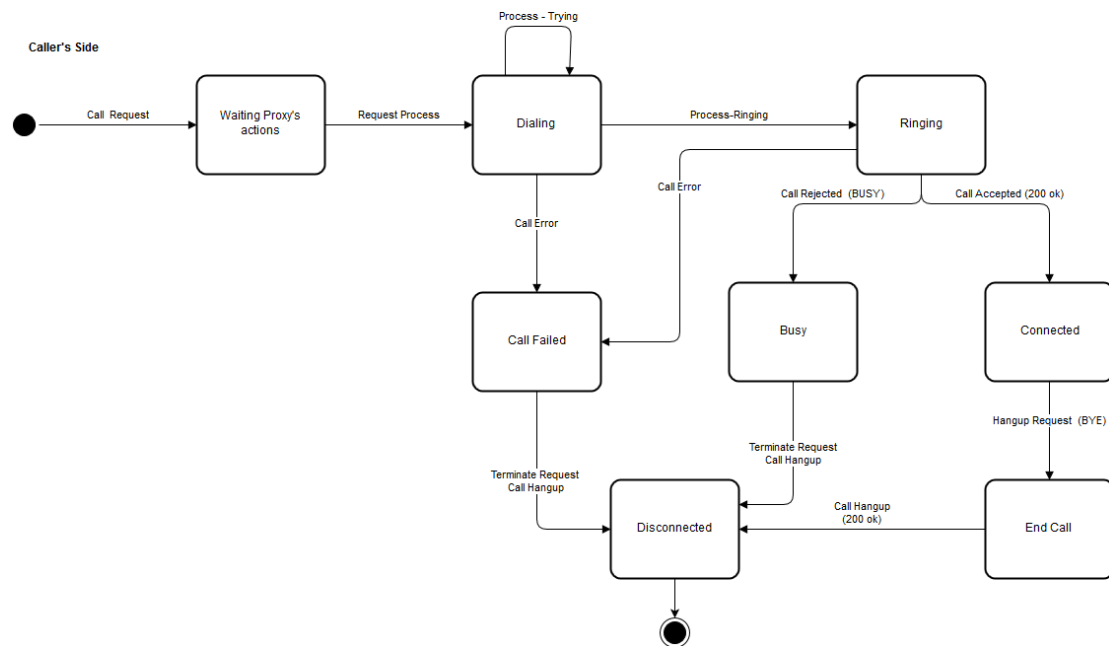 Process - Trying
Caller's Side
Call  Request
Waiting Proxy's
actions
Request Process
Dialing
Process-Ringing
Ringing
Call Error
Call Rejected  (BUSY)
Call Accepted (200 ok)
Call Error
Call Failed
Busy
Connected
Hangup Request  (BYE)
Terminate Request
Call Hangup
Terminate Request
Call Hangup
Disconnected
Call Hangup
(200 ok)
End Call